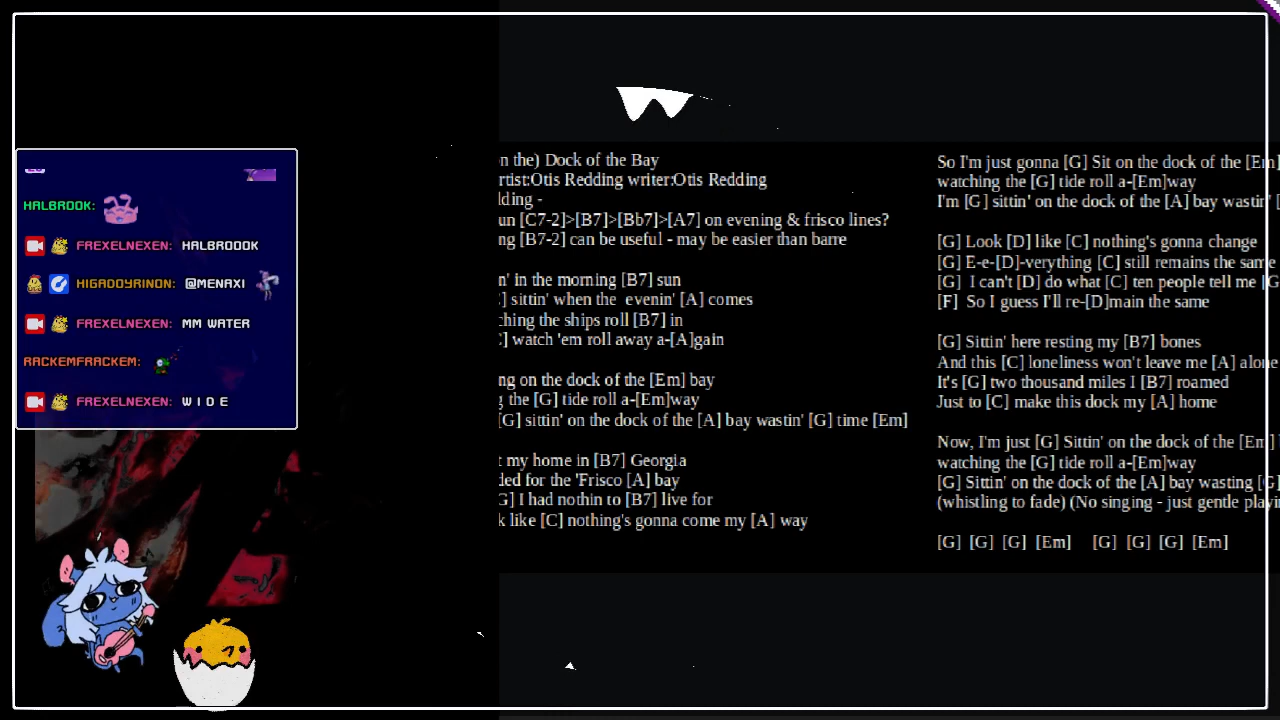 HALBROOK:
FREXELNEXEN: HALBROOOK
HIGADOYRINON: @MENAXI
FREXELNEXEN: MM WATER
RACKEMFRACKEM:
FREXELNEXEN: W I D E
n the) Dock of the Bay
rtist:Otis Redding writer:Otis Redding
lding -
un [C7-2]>[B7]>[Bb7]>[A7] on evening & frisco lines?
ng [B7-2] can be useful - may be easier than barre
n' in the morning [B7] sun
] sittin' when the evenin' [A] comes
ching the ships roll [B7] in
] watch 'em roll away a-[A]gain
ng on the dock of the [Em] bay
g the [G] tide roll a-[Em]way
[G] sittin' on the dock of the [A] bay wastin' [G] time [Em]
t my home in [B7] Georgia
ded for the 'Frisco [A] bay
G] I had nothin to [B7] live for
k like [C] nothing's gonna come my [A] way
So I'm just gonna [G] Sit on the dock of the [Em]
watching the [G] tide roll a-[Em]way
I'm [G] sittin' on the dock of the [A] bay wastin' [
[G] Look [D] like [C] nothing's gonna change
[G] E-e-[D]-verything [C] still remains the same
[G] I can't [D] do what [C] ten people tell me [G
[F] So I guess I'll re-[D]main the same
[G] Sittin' here resting my [B7] bones
And this [C] loneliness won't leave me [A] alone
It's [G] two thousand miles I [B7] roamed
Just to [C] make this dock my [A] home
Now, I'm just [G] Sittin' on the dock of the [Em]
watching the [G] tide roll a-[Em]way
[G] Sittin' on the dock of the [A] bay wasting [G]
(whistling to fade) (No singing - just gentle playin
[G] [G] [G] [Em] [G] [G] [G] [Em]